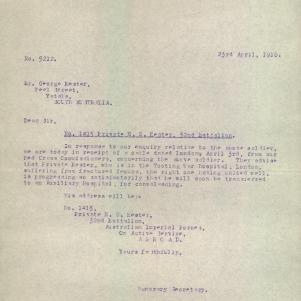 23rd April, 1918.
No. 5212.
Mr. George Hester,
Peel Street,
SOUTH AUSTRALIA.
Dear Sir,
No. 1415 Private N. G. Hester, 52nd Battalion.
In response to our enquiry relative to the above soldier,
we are today in receipt of a cable dated London, April 3rd, from our
Red Cross Commissioners, concerning the above soldier. They advise
that Private Hester, who is in the Tooting War Hospital, London,
suffering from fractured femurs, the right one having united well,
is progressing so satisfactorily that he will soon be transferred
to an Auxiliary Hospital, for convalescing.
His address will be:
No. 1415,
Private N. G. Hester,
52nd Battalion,
Australian Imperial Forces,
On Active Service,
ABROAD.
Yours faithfully,
Honorary Secretary.